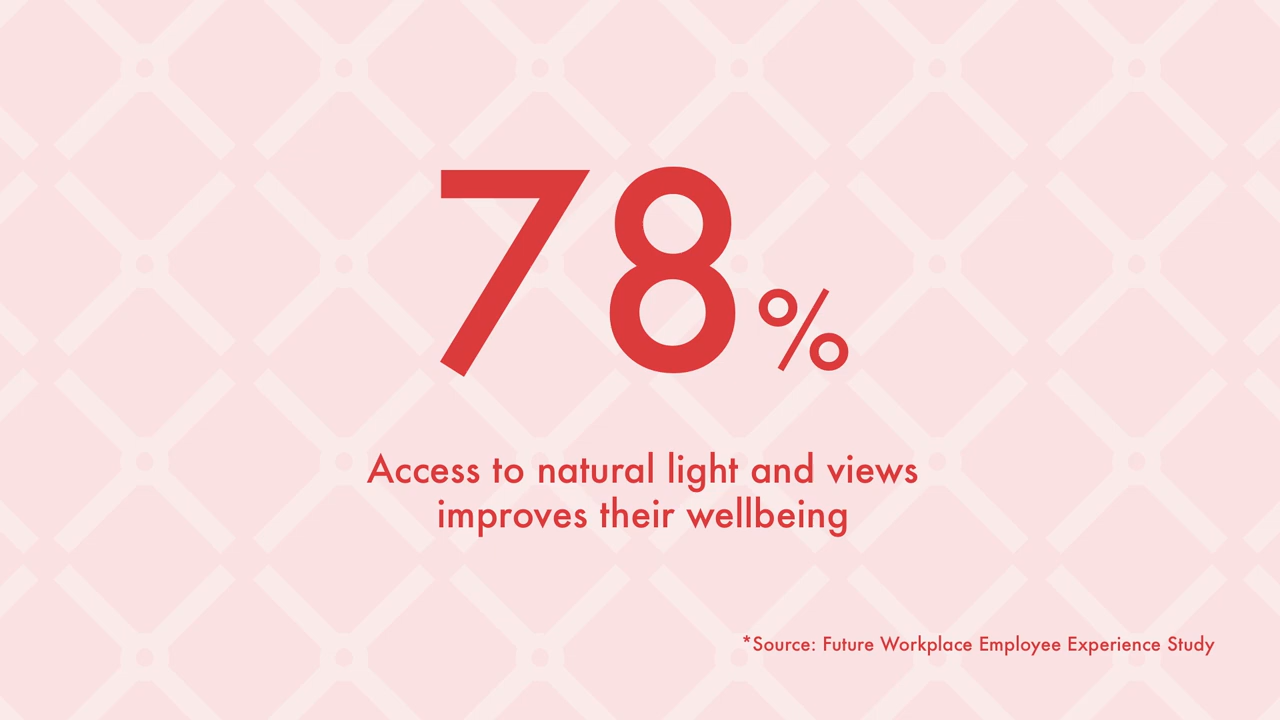 78%
Access to natural light and views
improves their wellbeing
*Source: Future Workplace Employee Experience Study